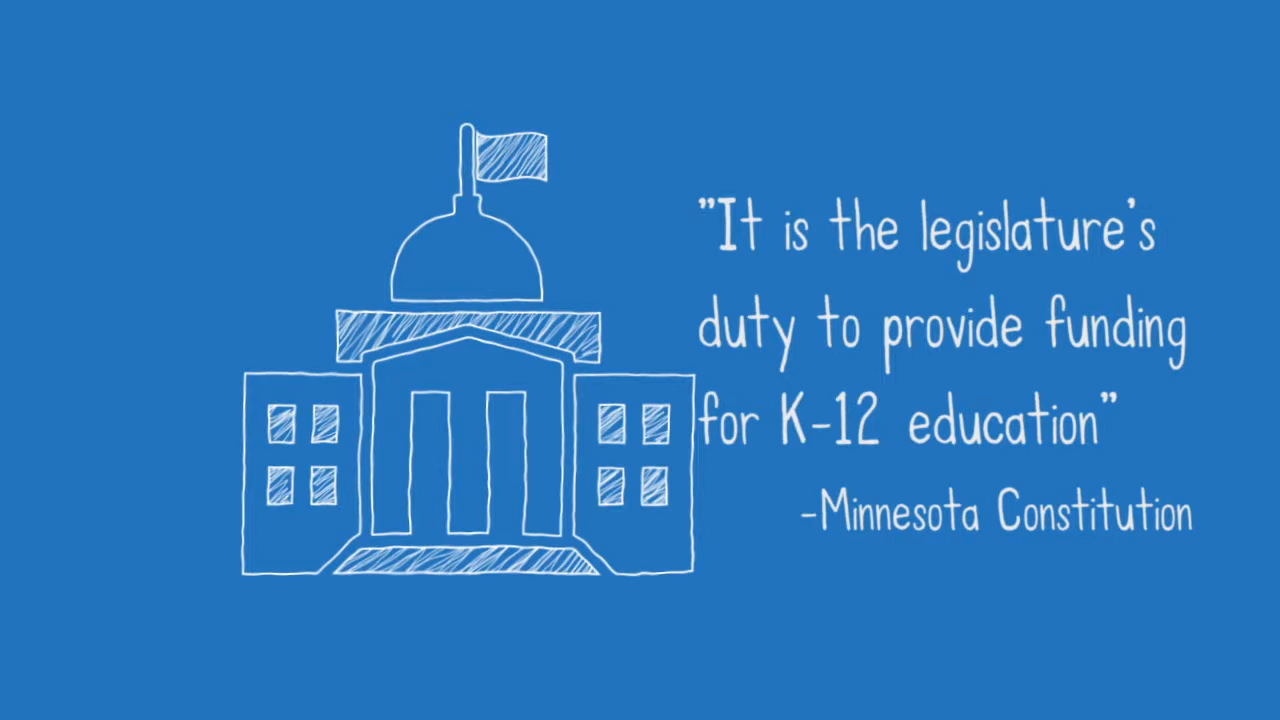 "It is the legislature's
duty to provide funding
for K-12 education"
-Minnesota Constitution